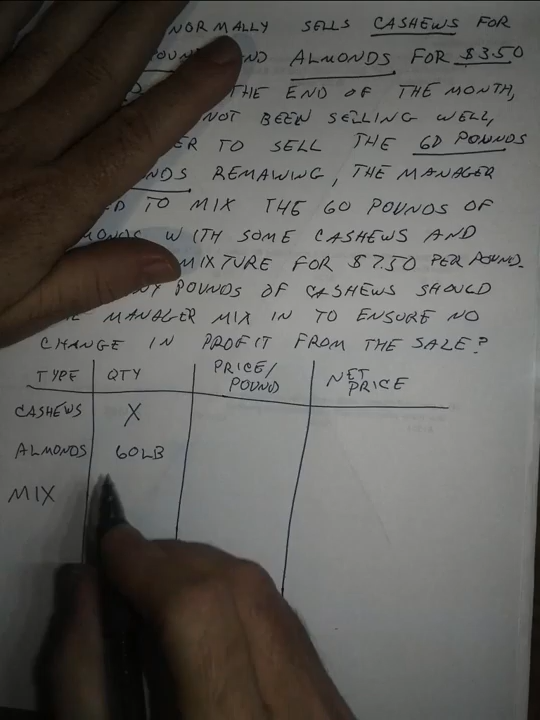 NORMALLY SELLS CASHEWS FOR
ALMONDS FOR $3.50
THE END OF THE MONTH,
NOT BEEN SELLING WELL,
TO SELL THE 60 POUNDS
REMAWING, THE MANAGER
TO MIX THE 60 POUNDS OF
WITH SOME CASHEWS AND
MIXTURE FOR $7.50 PER POUND.
POUNDS OF CASHEWS SHOULD
MANAGER MIX IN TO ENSURE NO
CHANGE IN PROFIT FROM THE SALE?
TYPE QTY PRICE/POUND NET PRICE
CASHEWS X
ALMONDS 60LB
MIX